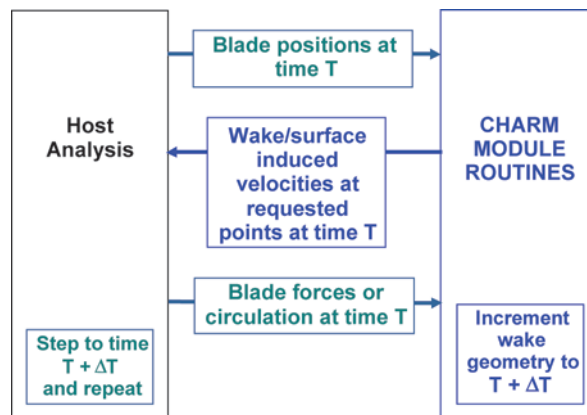 Blade positions at
time T
Host
Analysis
Wake/surface
induced
velocities at
requested
points at time T
CHARM
MODULE
ROUTINES
Blade forces or
circulation at time T
Step to time
T + ΔT
and repeat
Increment
wake
geometry to
T + ΔT